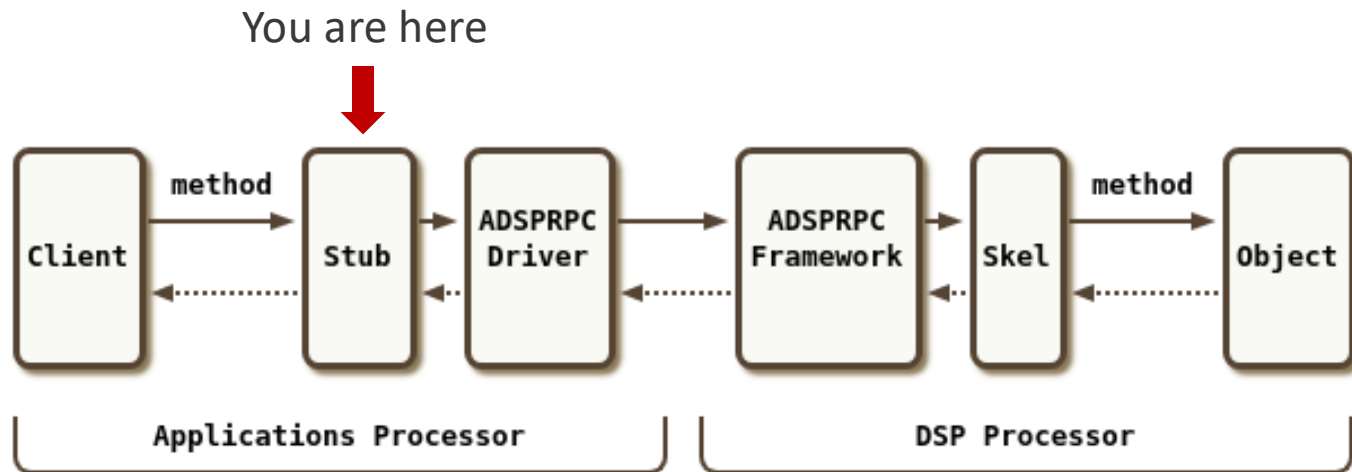 You are here
method
method
Client
Stub
ADSPRPC
Driver
ADSPRPC
Framework
Skel
Object
Applications Processor
DSP Processor